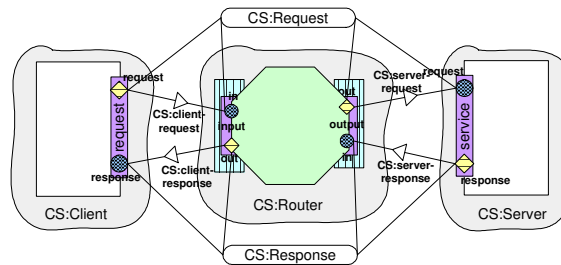 CS:Request
request
in
out
CS:server-
request
request
CS:client-
request
input
output
request
service
out
in
CS:client-
response
CS:server-
response
response
response
CS:Client
CS:Router
CS:Server
CS:Response